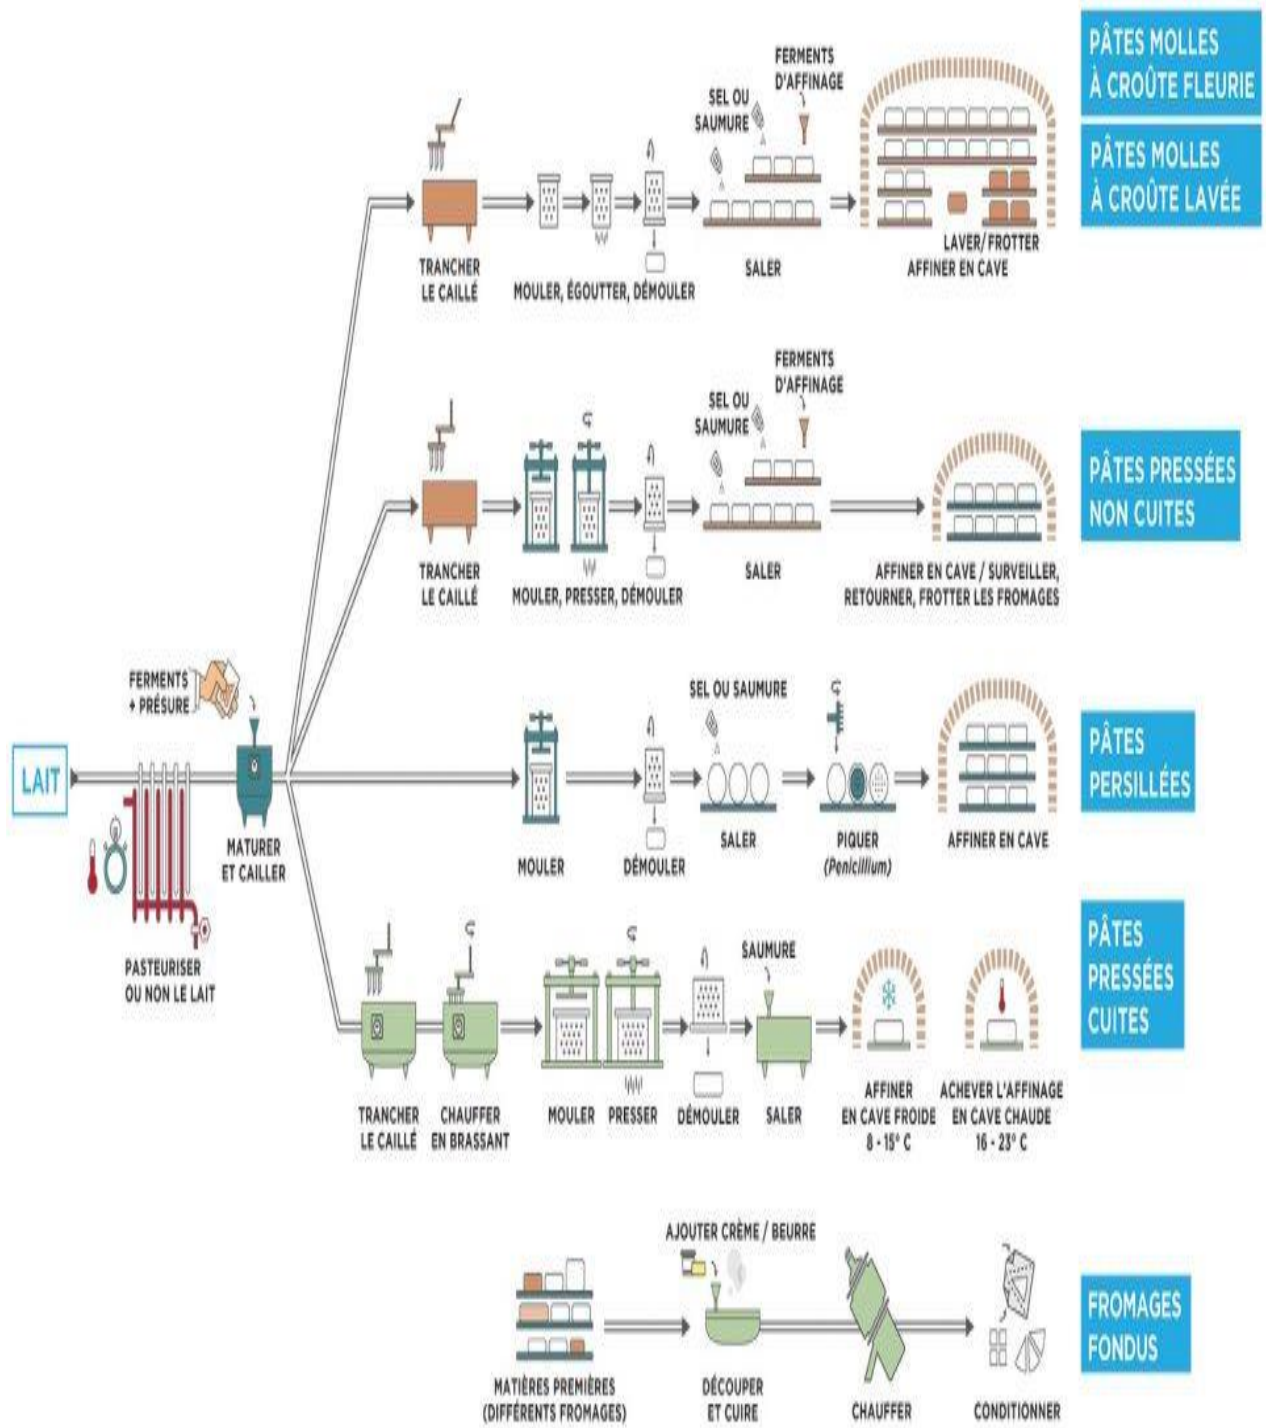 PÂTES MOLLES
À CROÛTE FLEURIE
PÂTES MOLLES
À CROÛTE LAVÉE
FERMENTS
D'AFFINAGE
SEL OU
SAUMURE
TRANCHER
LE CAILLÉ
MOULER, ÉGOUTTER, DÉMOULER
SALER
LAVER/FROTTER
AFFINER EN CAVE
FERMENTS
D'AFFINAGE
SEL OU
SAUMURE
PÂTES PRESSÉES
NON CUITES
TRANCHER
LE CAILLÉ
MOULER, PRESSER, DÉMOULER
SALER
AFFINER EN CAVE / SURVEILLER,
RETOURNER, FROTTER LES FROMAGES
FERMENTS
+ PRÉSURE
LAIT
MATURER
ET CAILLER
PASTEURISER
OU NON LE LAIT
SEL OU SAUMURE
PÂTES
PERSILLÉES
MOULER
DÉMOULER
SALER
PIQUER
(Penicillium)
AFFINER EN CAVE
SAUMURE
PÂTES
PRESSÉES
CUITES
TRANCHER
LE CAILLÉ
CHAUFFER
EN BRASSANT
MOULER
PRESSER
DÉMOULER
SALER
AFFINER
EN CAVE FROIDE
8 - 15° C
ACHEVER L'AFFINAGE
EN CAVE CHAUDE
16 - 23° C
AJOUTER CRÈME / BEURRE
FROMAGES
FONDUS
MATIÈRES PREMIÈRES
(DIFFÉRENTS FROMAGES)
DÉCOUPER
ET CUIRE
CHAUFFER
CONDITIONNER